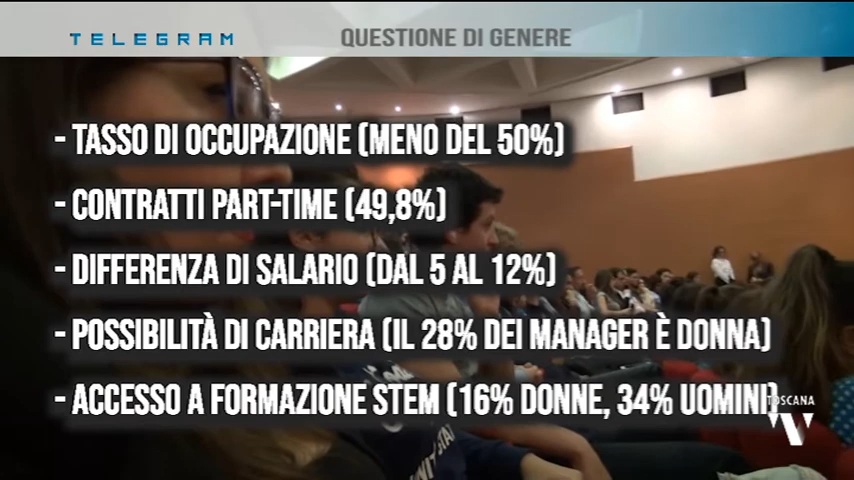 TELEGRAM
QUESTIONE DI GENERE
- TASSO DI OCCUPAZIONE (MENO DEL 50%)
- CONTRATTI PART-TIME (49,8%)
- DIFFERENZA DI SALARIO (DAL 5 AL 12%)
- POSSIBILITÀ DI CARRIERA (IL 28% DEI MANAGER È DONNA)
- ACCESSO A FORMAZIONE STEM (16% DONNE, 34% UOMINI)
TOSCANA
TV